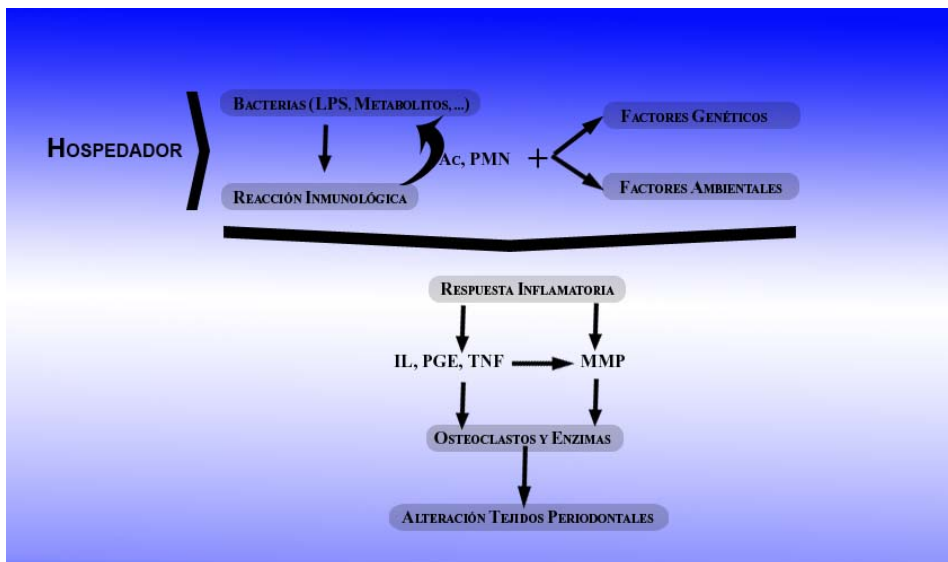 BACTERIAS (LPS, METABOLITOS, ...)
FACTORES GENÉTICOS
HOSPEDADOR
AC, PMN +
REACCIÓN INMUNOLÓGICA
FACTORES AMBIENTALES
RESPUESTA INFLAMATORIA
IL, PGE, TNF
MMP
OSTEOCLASTOS Y ENZIMAS
ALTERACIÓN TEJIDOS PERIODONTALES